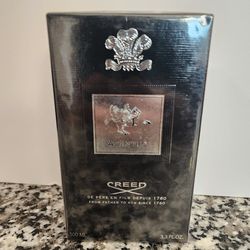 CREED
DE PÈRE EN FILS DEPUIS 1760
FROM FATHER TO SON SINCE 1760
100 ML 3.3 FL.OZ.